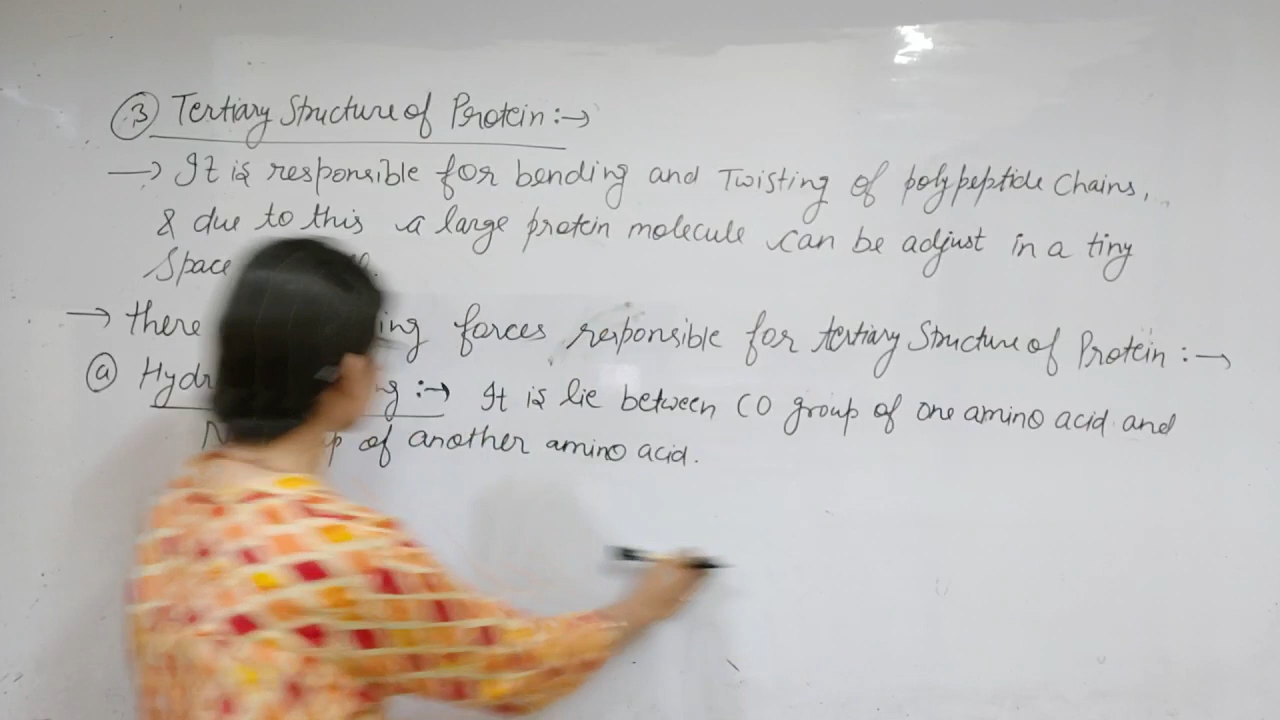 ③ Tertiary Structure of Protein :→
→ It is responsible for bending and Twisting of polypeptide Chains,
& due to this a large protein molecule can be adjust in a tiny
Space
→ there forces responsible for tertiary Structure of Protein :→
ⓐ :→ It is lie between CO group of one amino acid and
of another amino acid.